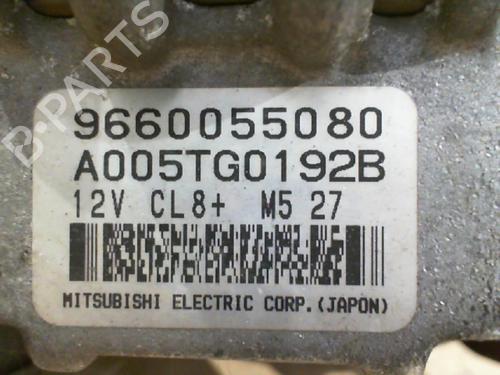 B-PARTS
9660055080
A005TG0192B
12V CL8+ M5 27
MITSUBISHI ELECTRIC CORP.(JAPON)